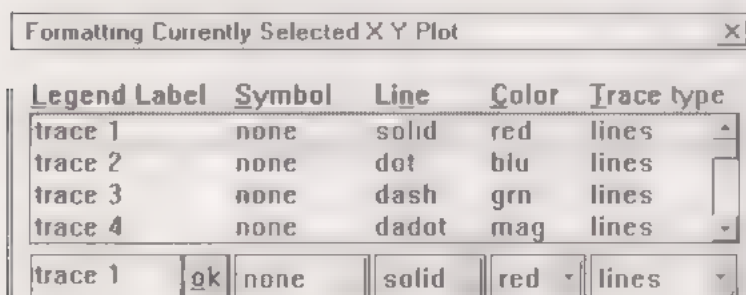 Formatting Currently Selected X Y Plot
Legend Label Symbol Line Color Trace type
trace 1 none solid red lines
trace 2 none dot blu lines
trace 3 none dash grn lines
trace 4 none dadot mag lines
trace 1 ok none solid red lines